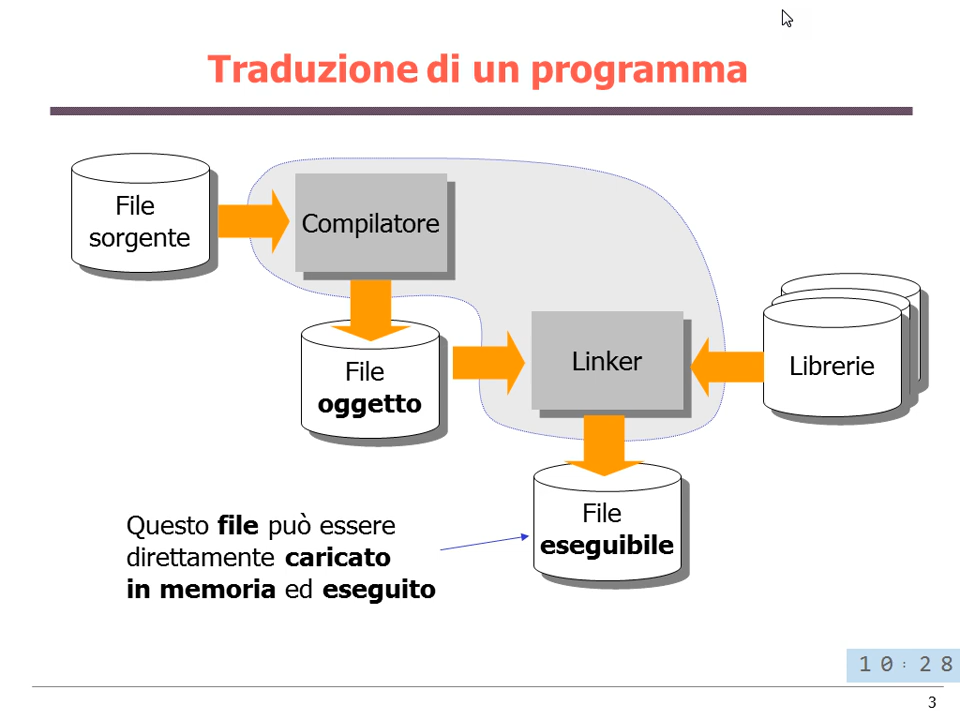 Traduzione di un programma
File
sorgente
Compilatore
File
oggetto
Linker
Librerie
File
eseguibile
Questo file può essere
direttamente caricato
in memoria ed eseguito
10:28
3